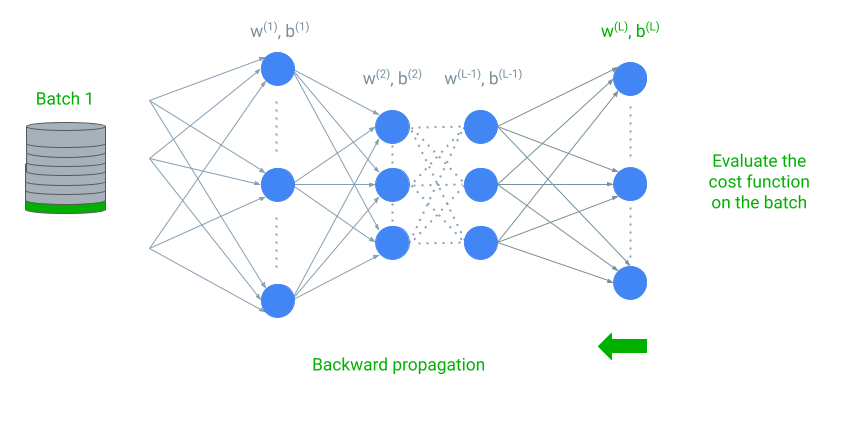 w⁽¹⁾, b⁽¹⁾
w⁽ᴸ⁾, b⁽ᴸ⁾
w⁽²⁾, b⁽²⁾
w⁽ᴸ⁻¹⁾, b⁽ᴸ⁻¹⁾
Batch 1
Evaluate the
cost function
on the batch
Backward propagation